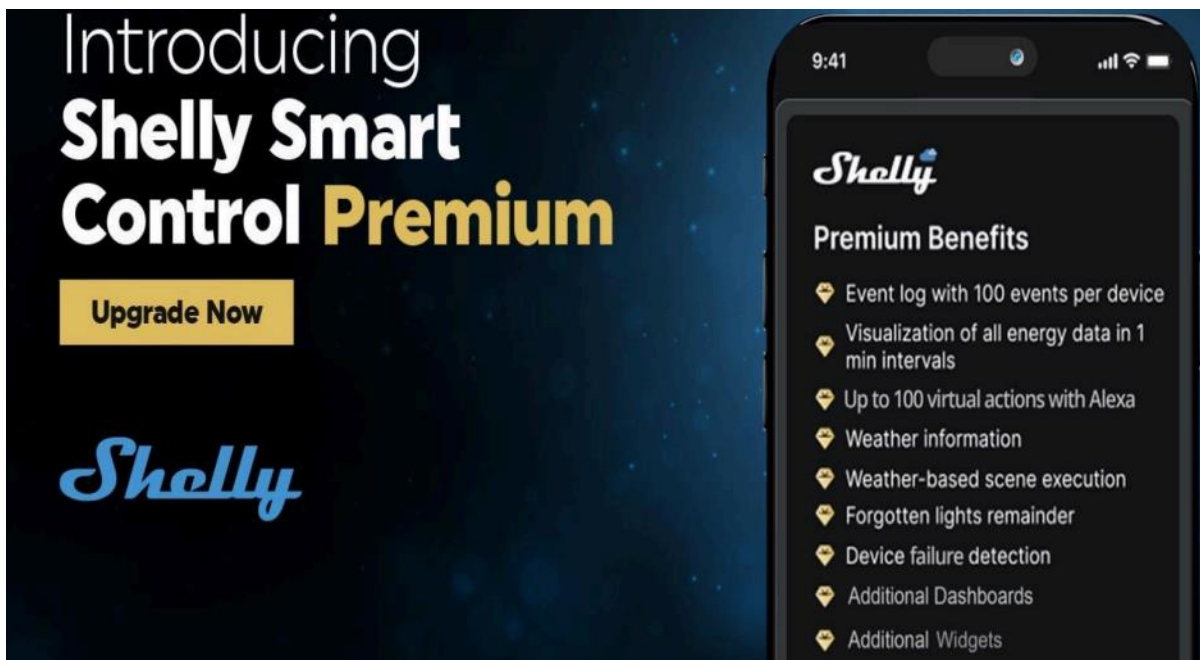 Introducing
Shelly Smart
Control Premium
Upgrade Now
Shelly
9:41
Shelly
Premium Benefits
Event log with 100 events per device
Visualization of all energy data in 1
min intervals
Up to 100 virtual actions with Alexa
Weather information
Weather-based scene execution
Forgotten lights remainder
Device failure detection
Additional Dashboards
Additional Widgets